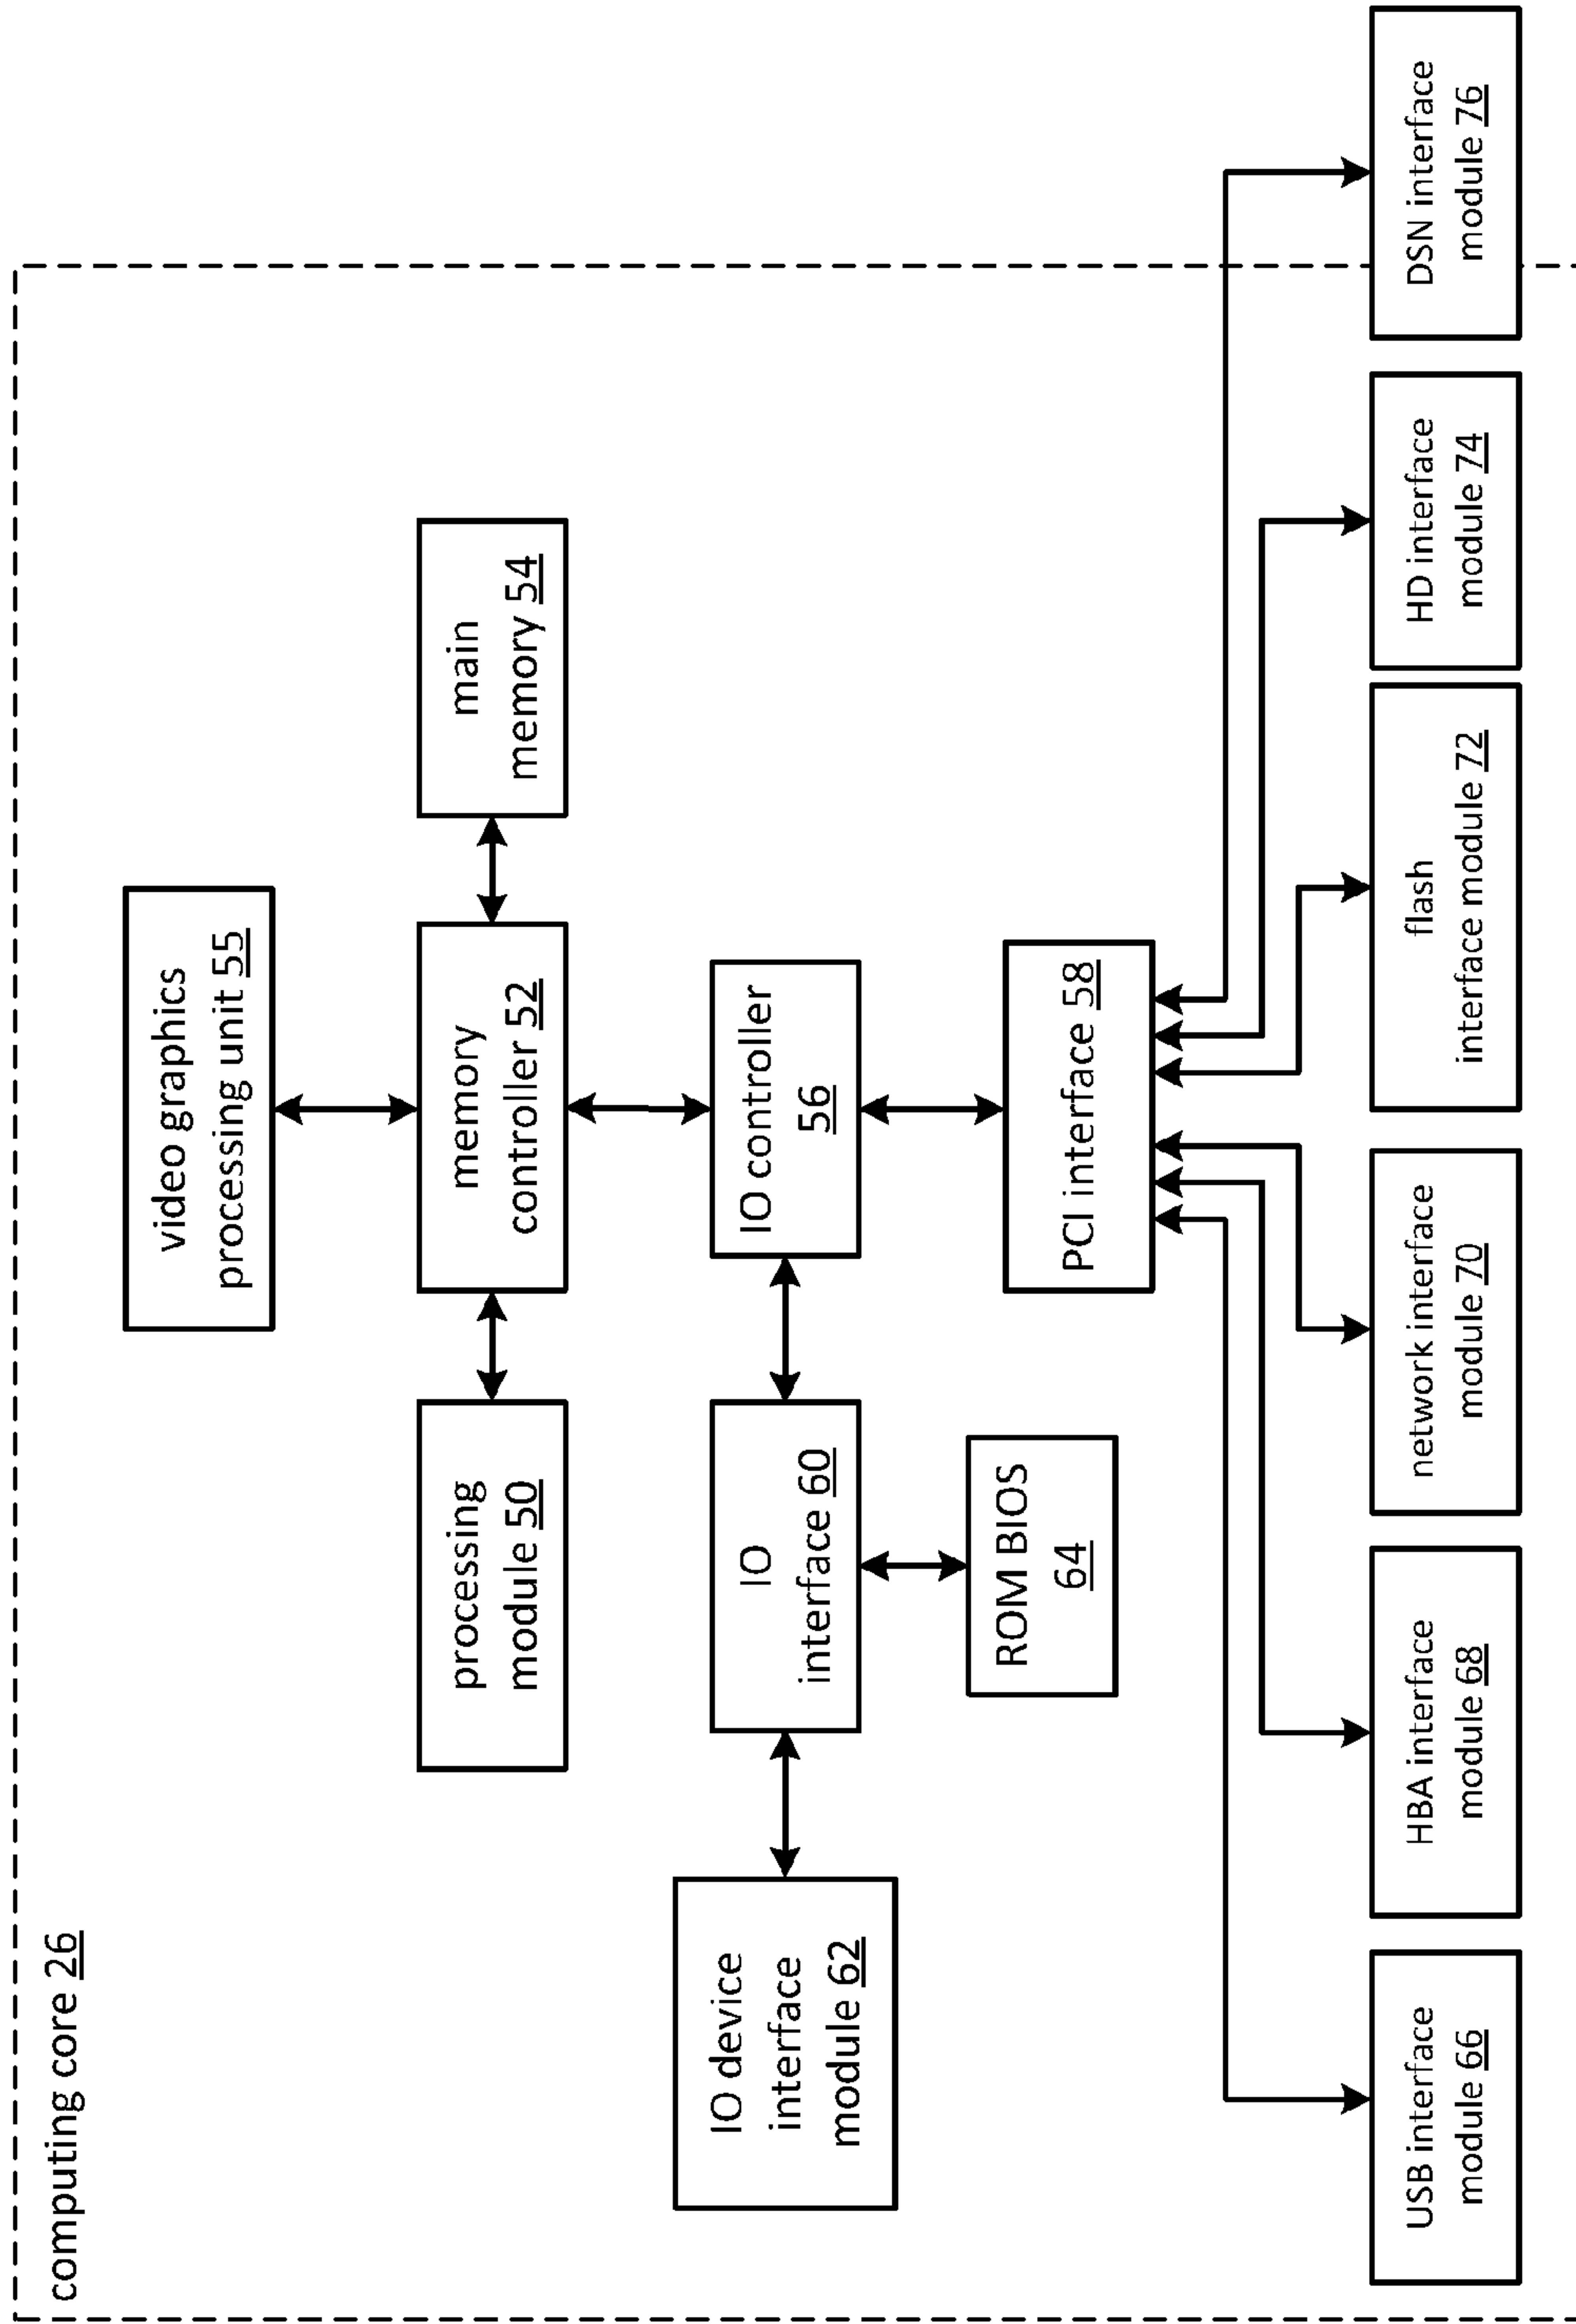 computing core 26
video graphics
processing unit 55
processing
module 50
memory
controller 52
main
memory 54
IO device
interface
module 62
IO
interface 60
IO controller
56
ROM BIOS
64
PCI interface 58
USB interface
module 66
HBA interface
module 68
network interface
module 70
flash
interface module 72
HD interface
module 74
DSN interface
module 76